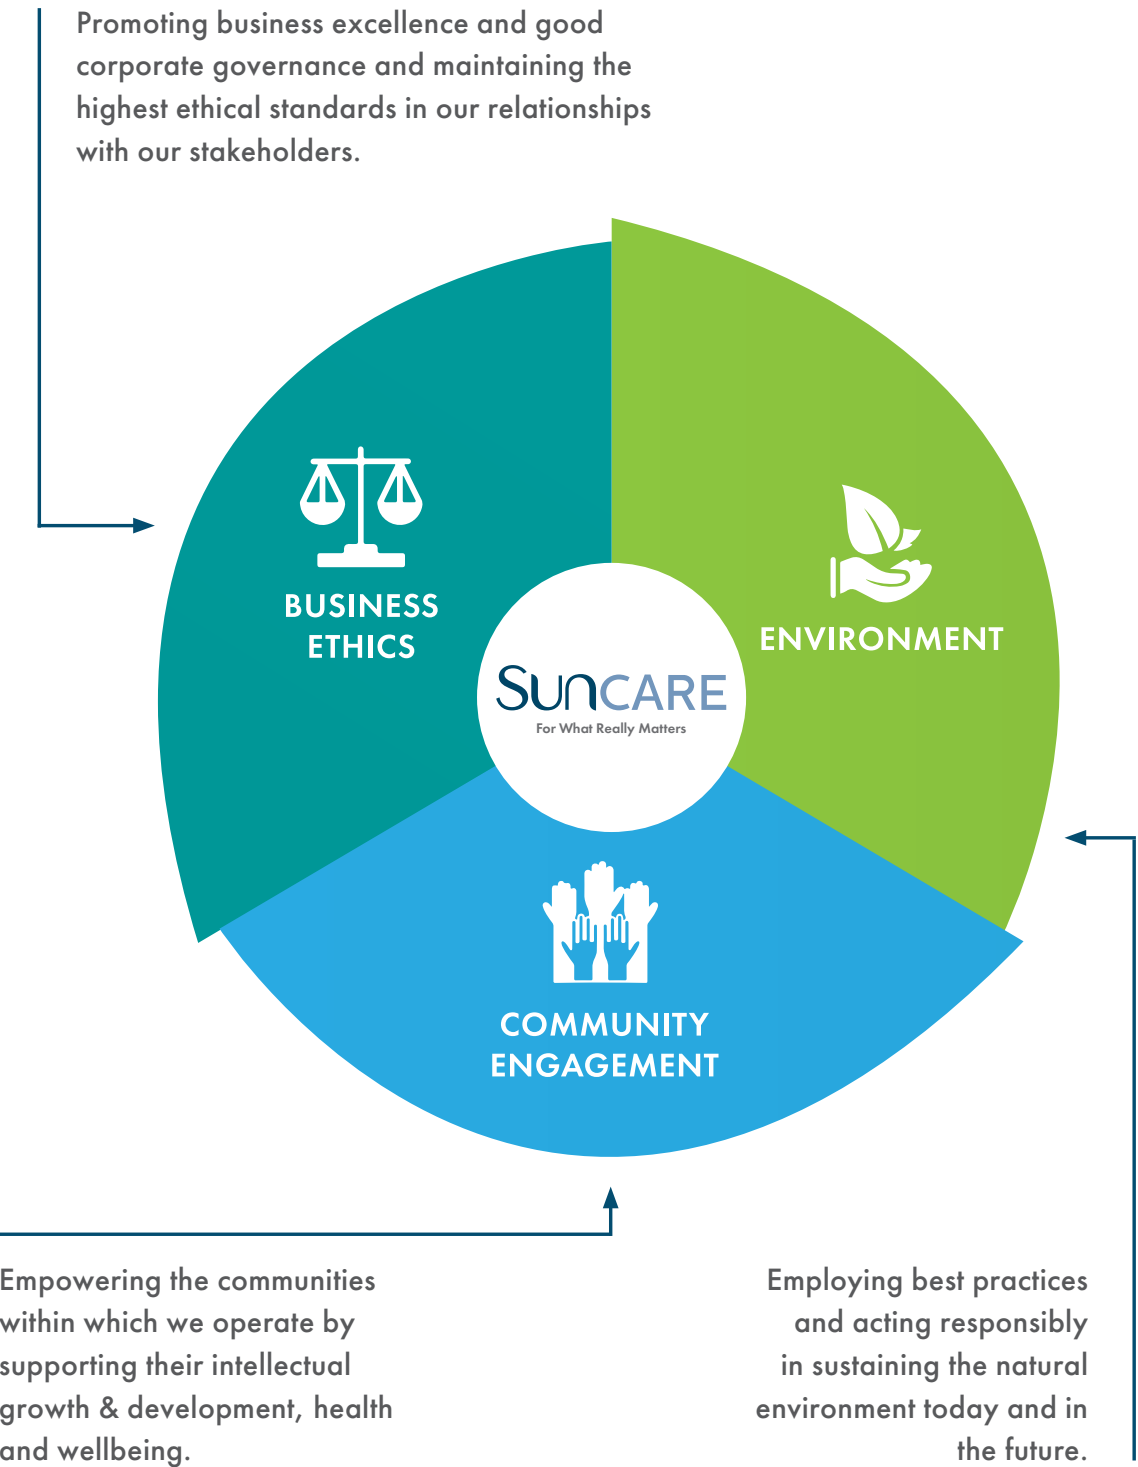 Promoting business excellence and good
corporate governance and maintaining the
highest ethical standards in our relationships
with our stakeholders.
BUSINESS
ETHICS
ENVIRONMENT
SUNCARE
For What Really Matters
COMMUNITY
ENGAGEMENT
Empowering the communities
within which we operate by
supporting their intellectual
growth & development, health
and wellbeing.
Employing best practices
and acting responsibly
in sustaining the natural
environment today and in
the future.